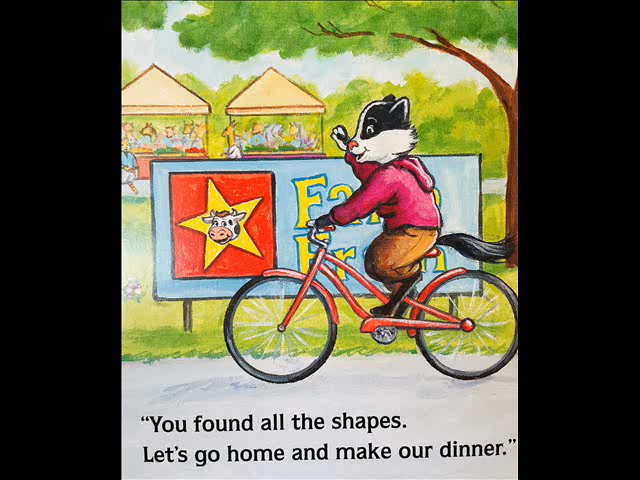 “You found all the shapes.
Let’s go home and make our dinner.”